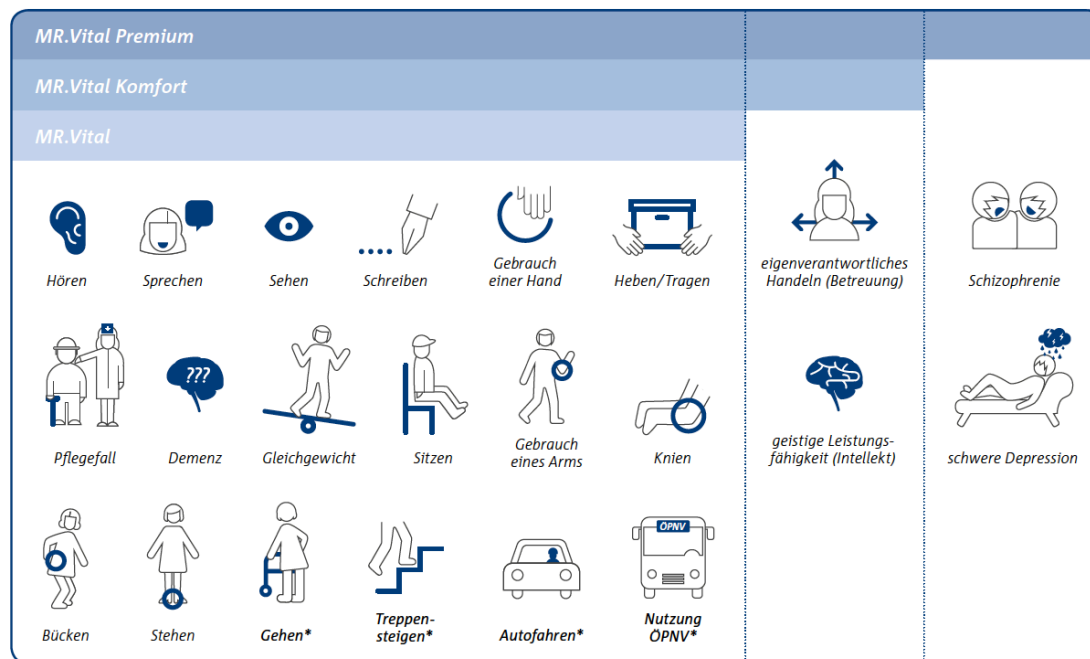 MR.Vital Premium
MR.Vital Komfort
MR.Vital
Hören
Sprechen
Sehen
Schreiben
Gebrauch
einer Hand
Heben/Tragen
eigenverantwortliches
Handeln (Betreuung)
Schizophrenie
???
Pflegefall
Demenz
Gleichgewicht
Sitzen
Gebrauch
eines Arms
Knien
geistige Leistungs-
fähigkeit (Intellekt)
schwere Depression
ÖPNV
Bücken
Stehen
Gehen*
Treppen-
steigen*
Autofahren*
Nutzung
ÖPNV*